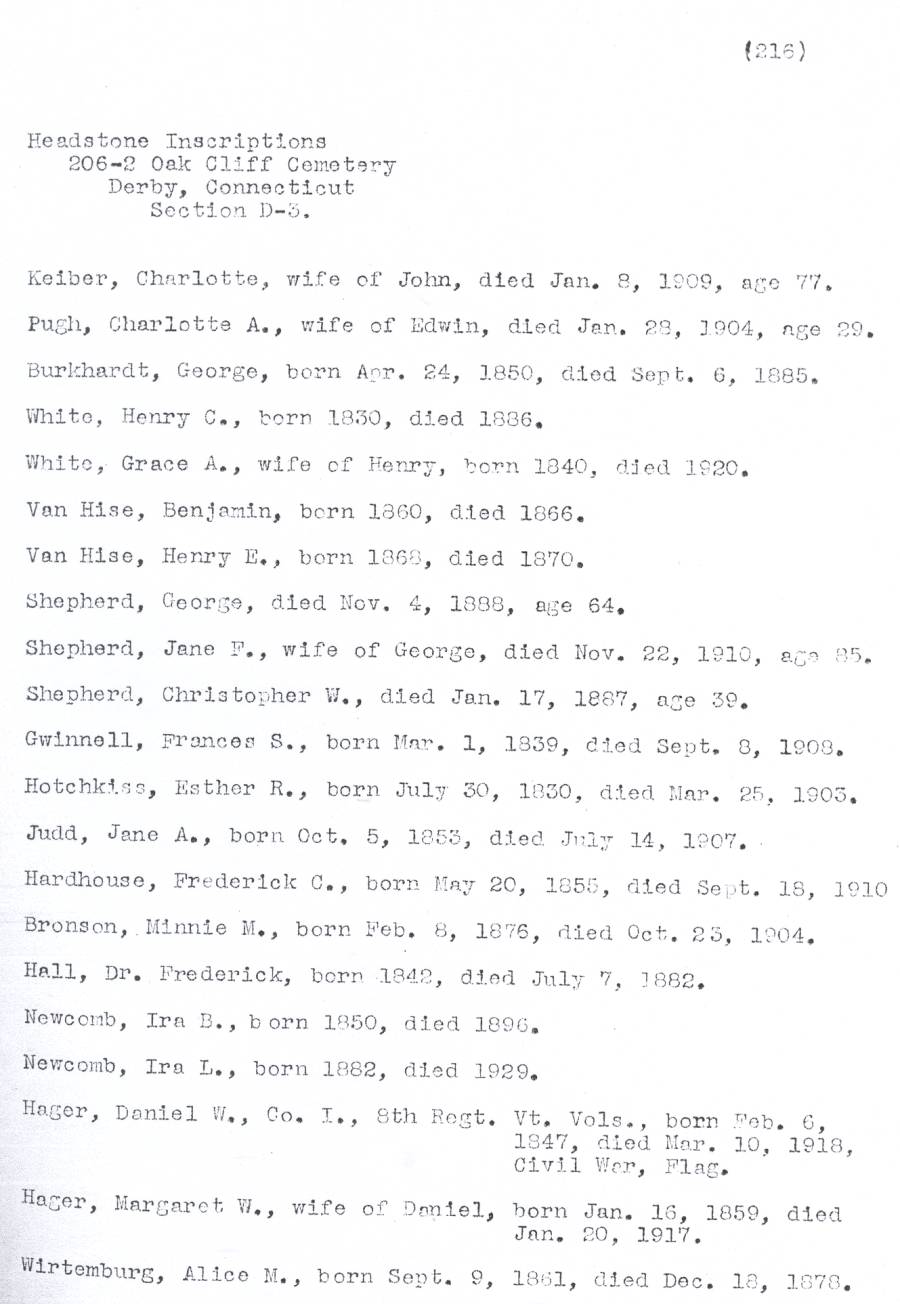 (216)
Headstone Inscriptions
206-2 Oak Cliff Cemetery
Derby, Connecticut
Section D-3.
Keiber, Charlotte, wife of John, died Jan. 8, 1909, age 77.
Pugh, Charlotte A., wife of Edwin, died Jan. 28, 1904, age 29.
Burkhardt, George, born Apr. 24, 1850, died Sept. 6, 1885.
White, Henry C., born 1830, died 1886.
White, Grace A., wife of Henry, born 1840, died 1920.
Van Hise, Benjamin, born 1860, died 1866.
Van Hise, Henry E., born 1868, died 1870.
Shepherd, George, died Nov. 4, 1888, age 64.
Shepherd, Jane F., wife of George, died Nov. 22, 1910, age 85.
Shepherd, Christopher W., died Jan. 17, 1887, age 39.
Gwinnell, Frances S., born Mar. 1, 1839, died Sept. 8, 1908.
Hotchkiss, Esther R., born July 30, 1830, died Mar. 25, 1903.
Judd, Jane A., born Oct. 5, 1853, died July 14, 1907.
Hardhouse, Frederick C., born May 20, 1855, died Sept. 18, 1910
Bronson, Minnie M., born Feb. 8, 1876, died Oct. 23, 1904.
Hall, Dr. Frederick, born 1842, died July 7, 1882.
Newcomb, Ira B., b orn 1850, died 1896.
Newcomb, Ira L., born 1882, died 1929.
Hager, Daniel W., Co. I., 8th Regt. Vt. Vols., born Feb. 6,
1847, died Mar. 10, 1918,
Civil War, Flag.
Hager, Margaret W., wife of Daniel, born Jan. 16, 1859, died
Jan. 20, 1917.
Wirtemburg, Alice M., born Sept. 9, 1861, died Dec. 18, 1878.